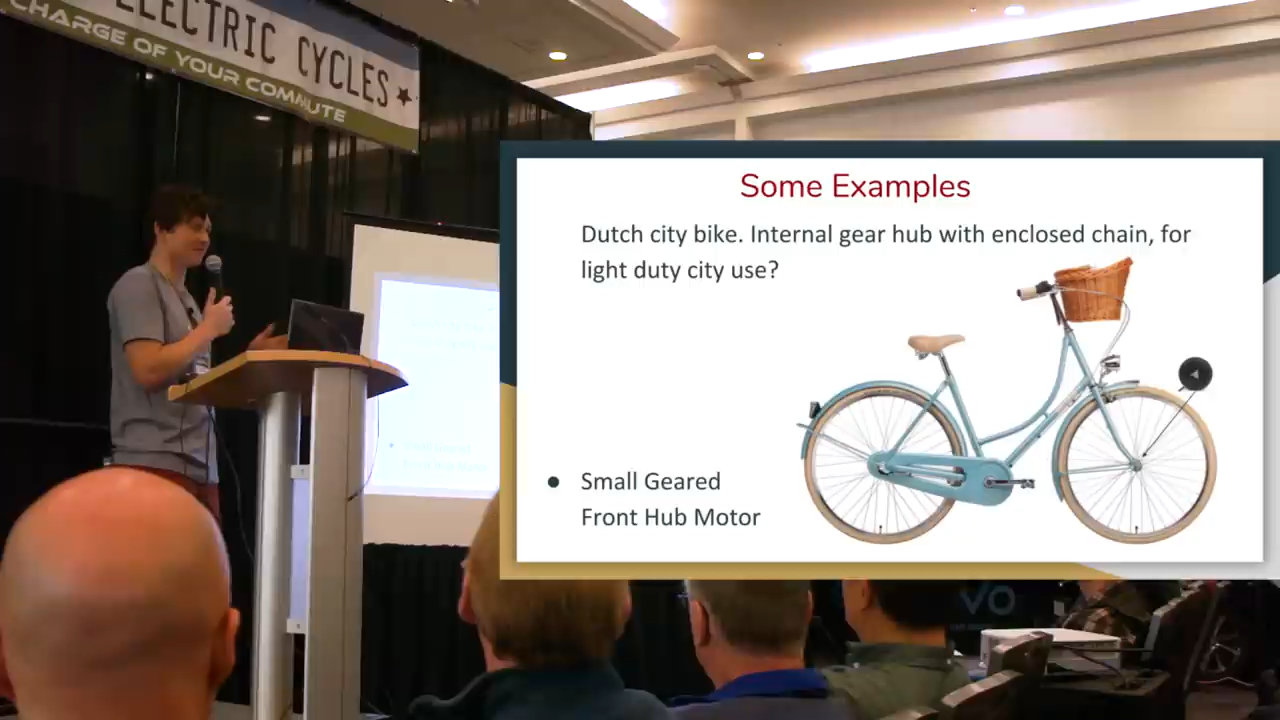 ELECTRIC CYCLES
CHARGE OF YOUR COMMUTE
Some Examples
Dutch city bike. Internal gear hub with enclosed chain, for
light duty city use?
● Small Geared
Front Hub Motor
VO